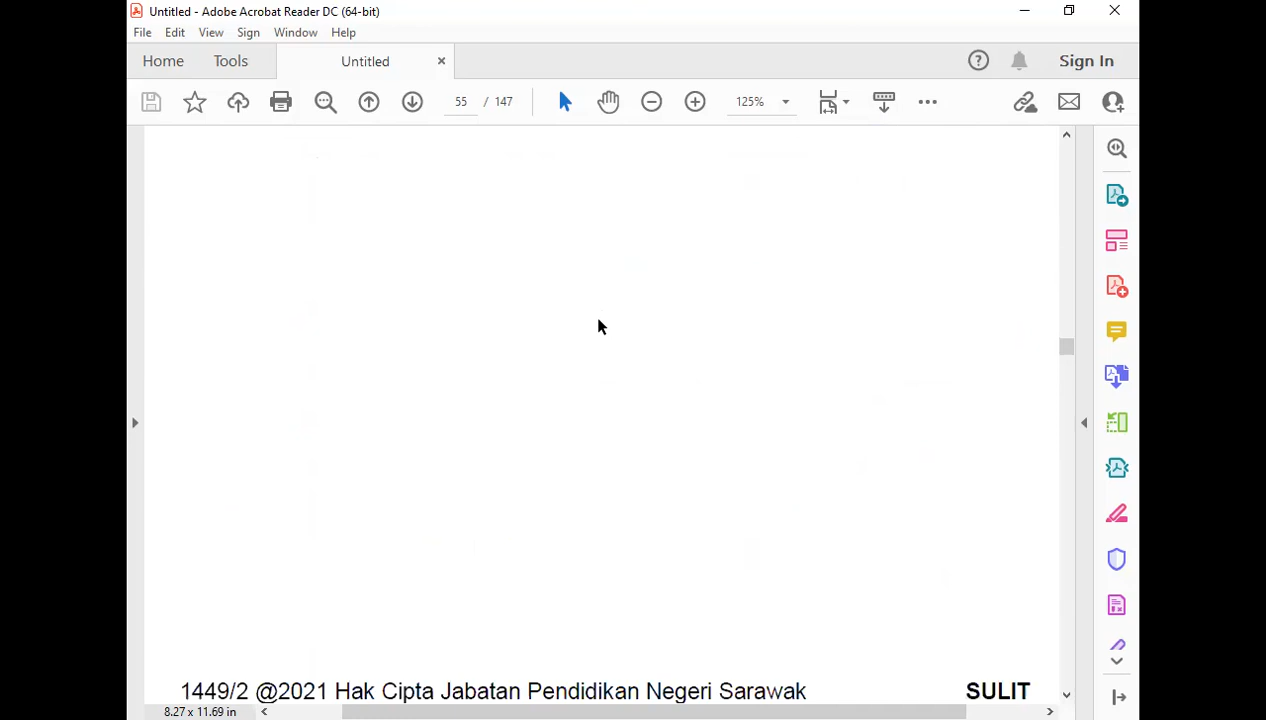 Untitled - Adobe Acrobat Reader DC (64-bit)
File Edit View Sign Window Help
Home Tools Untitled Sign In
55 / 147 125%
1449/2 @2021 Hak Cipta Jabatan Pendidikan Negeri Sarawak SULIT
8.27 x 11.69 in